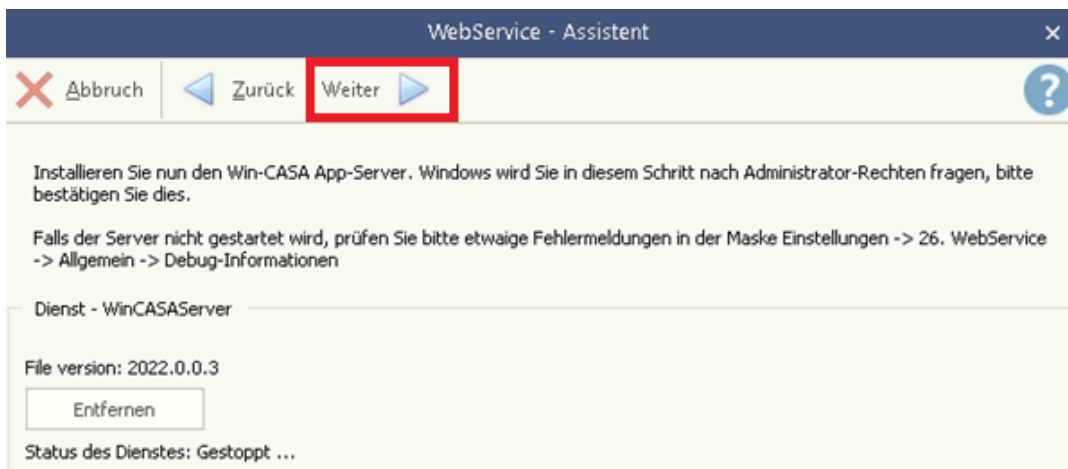 WebService - Assistent
Abbruch Zurück Weiter
Installieren Sie nun den Win-CASA App-Server. Windows wird Sie in diesem Schritt nach Administrator-Rechten fragen, bitte
bestätigen Sie dies.
Falls der Server nicht gestartet wird, prüfen Sie bitte etwaige Fehlermeldungen in der Maske Einstellungen -> 26. WebService
-> Allgemein -> Debug-Informationen
Dienst - WinCASAServer
File version: 2022.0.0.3
Entfernen
Status des Dienstes: Gestoppt ...